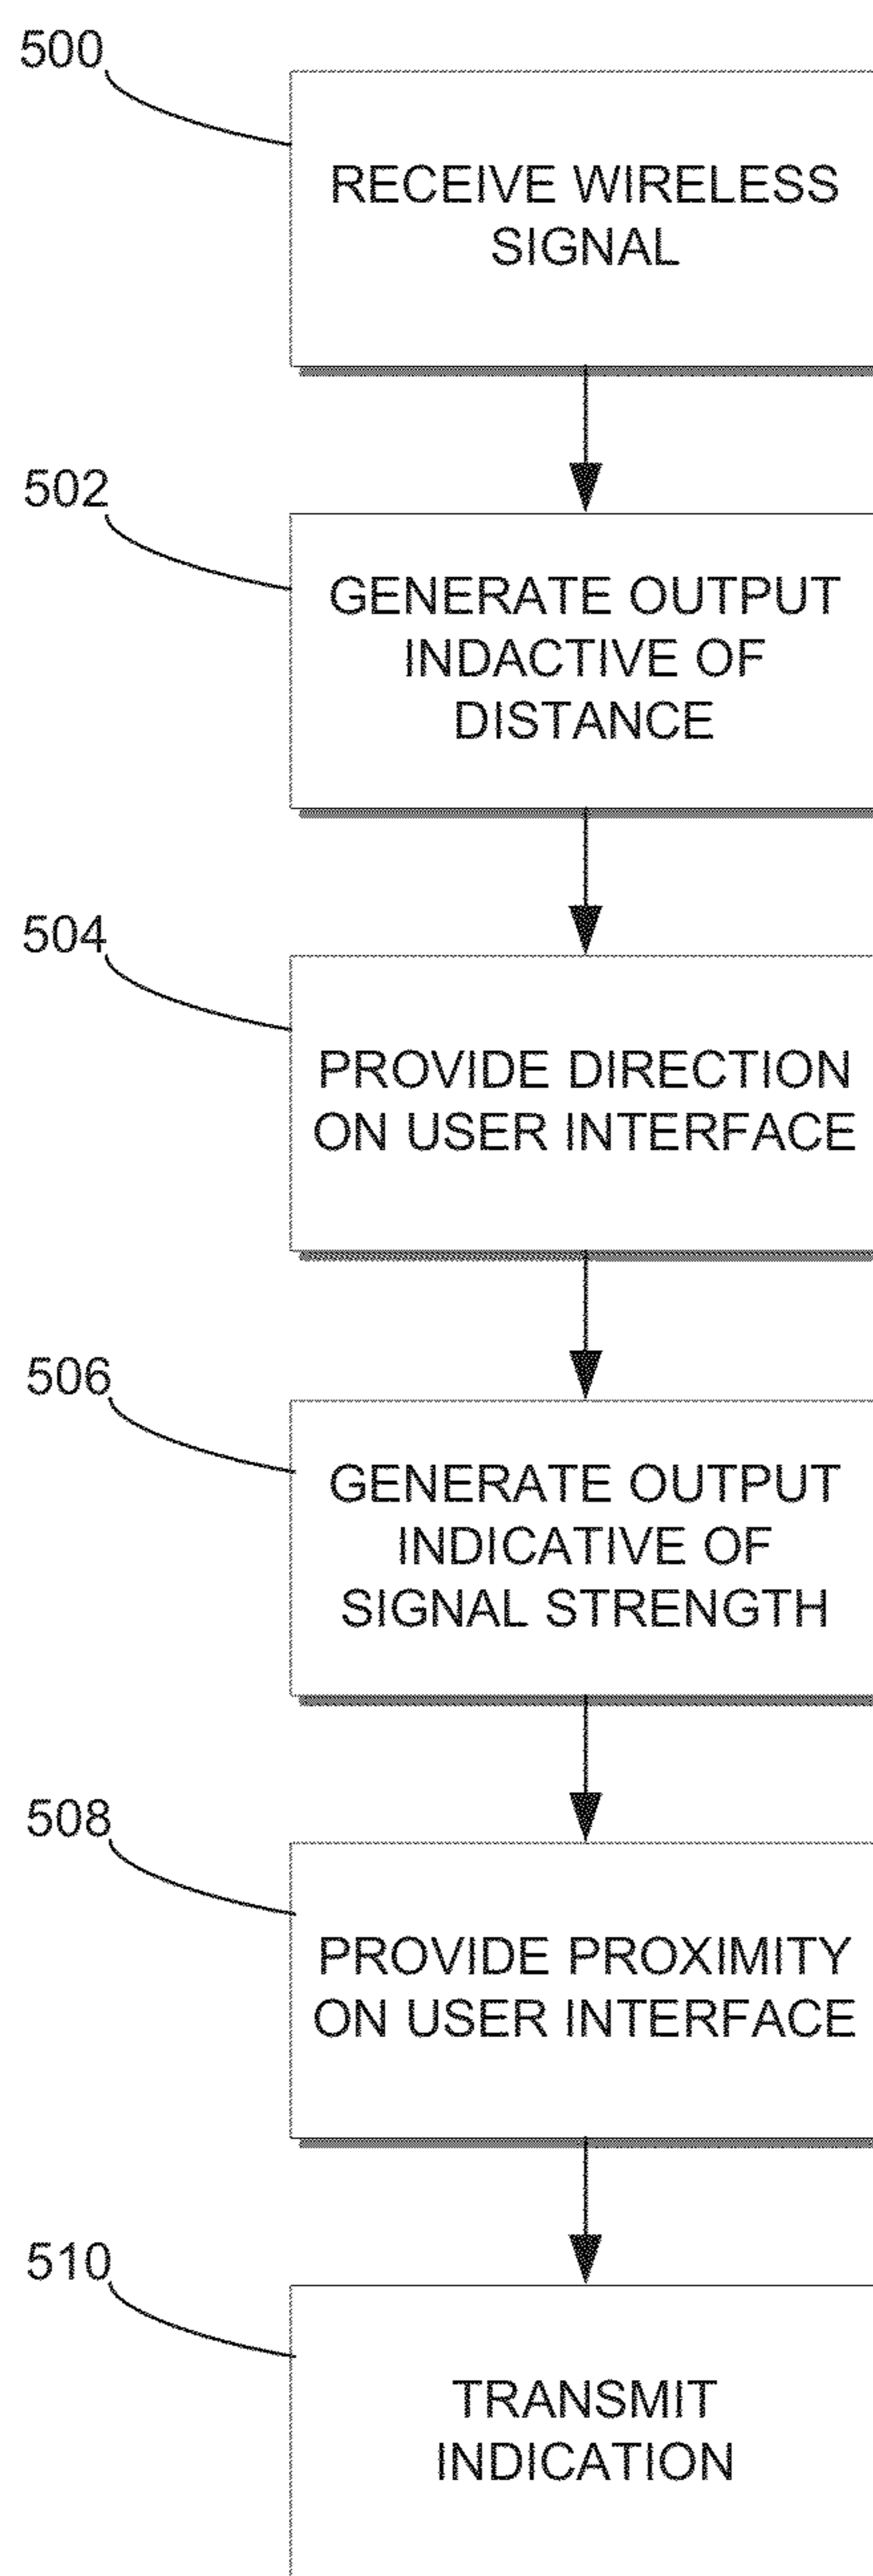 500
RECEIVE WIRELESS
SIGNAL
502
GENERATE OUTPUT
INDACTIVE OF
DISTANCE
504
PROVIDE DIRECTION
ON USER INTERFACE
506
GENERATE OUTPUT
INDICATIVE OF
SIGNAL STRENGTH
508
PROVIDE PROXIMITY
ON USER INTERFACE
510
TRANSMIT
INDICATION